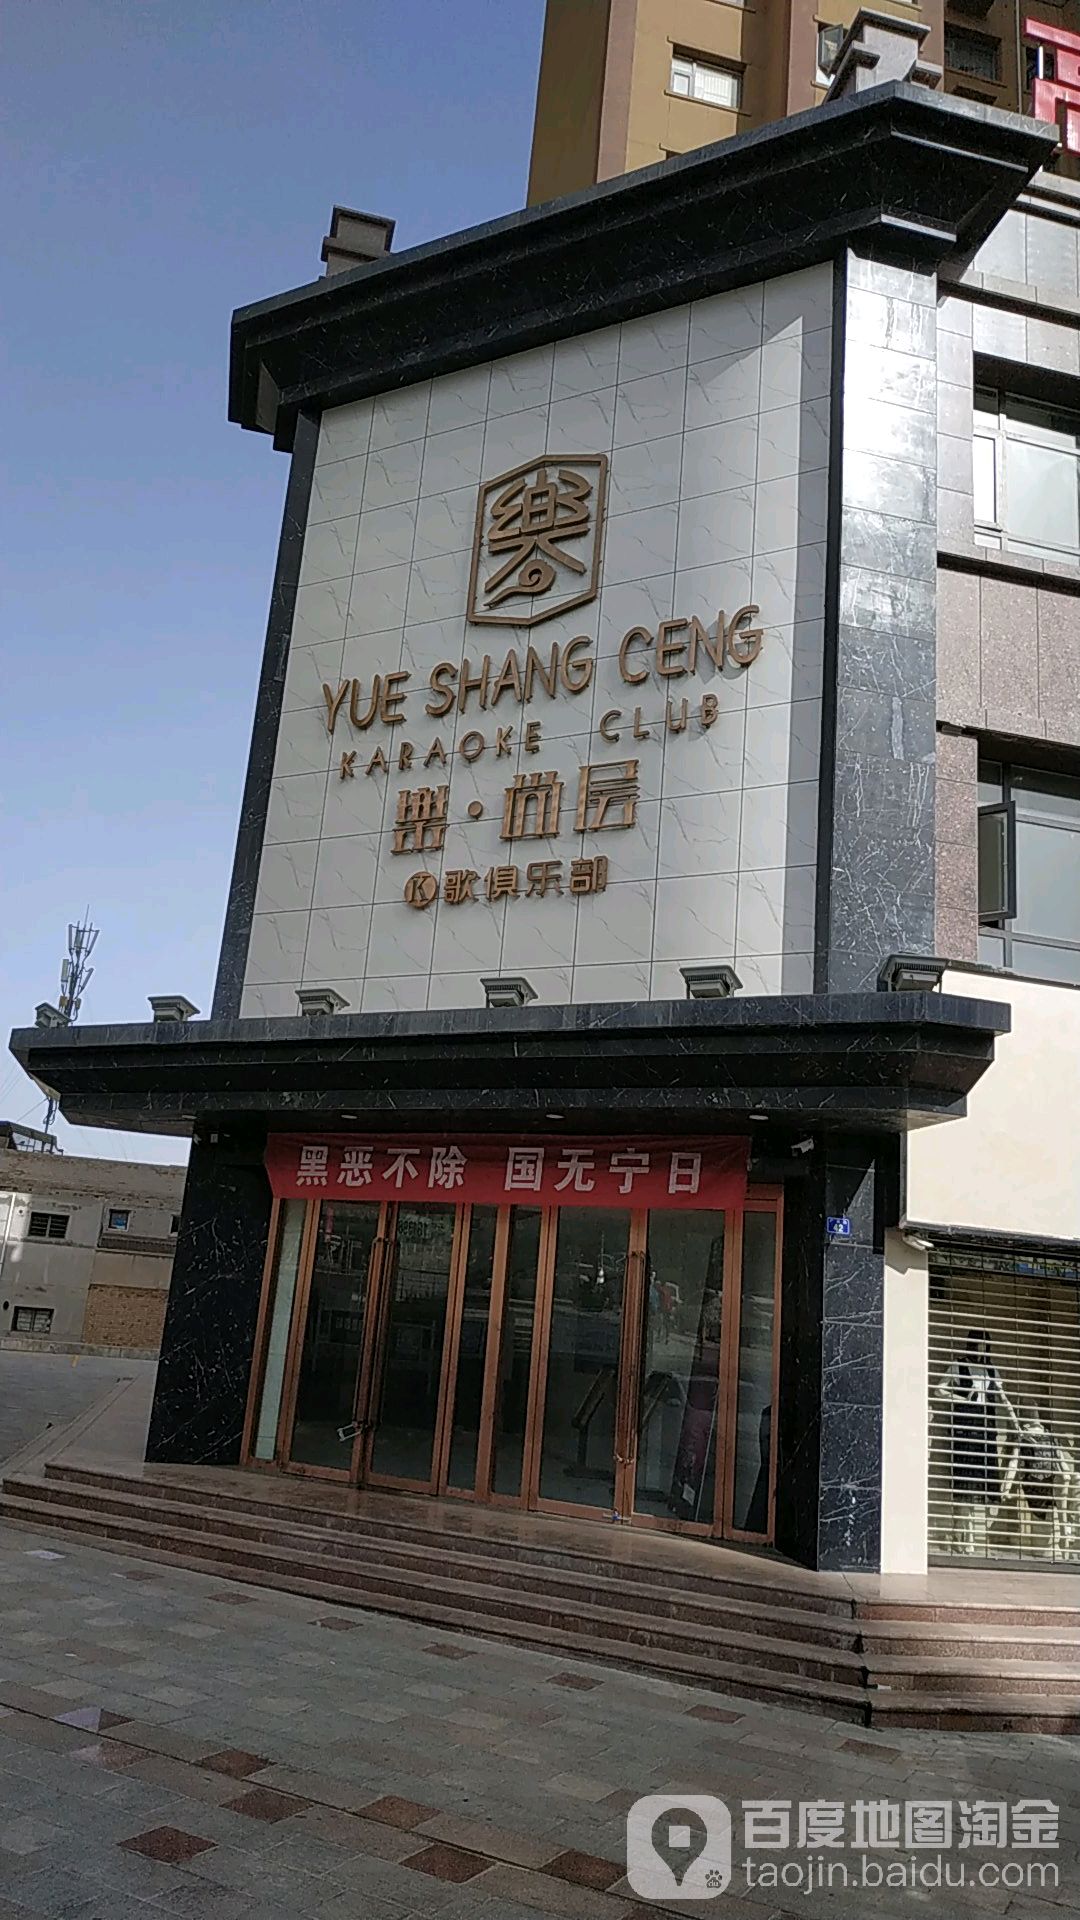 樂
YUE SHANG CENG
KARAOKE CLUB
樂·尚层
K歌俱乐部
黑恶不除 国无宁日
42
百度地图淘金
taojin.baidu.com